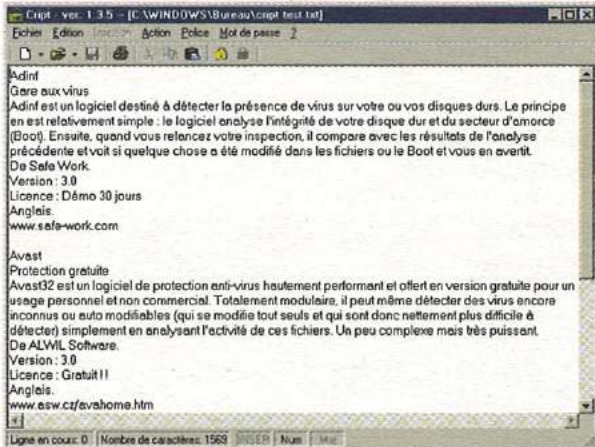 Cript - ver. 1.3.5 - [C:\WINDOWS\Bureau\cript test.txt]
Fichier Edition Action Police Mot de passe ?
Adinf
Gare aux virus
Adinf est un logiciel destiné à détecter la présence de virus sur votre ou vos disques durs. Le principe
en est relativement simple : le logiciel analyse l'intégrité de votre disque dur et du secteur d'amorce
(Boot). Ensuite, quand vous relancez votre inspection, il compare avec les résultats de l'analyse
précédente et voit si quelque chose a été modifié dans les fichiers ou le Boot et vous en avertit.
De Safe Work.
Version : 3.0
Licence : Démo 30 jours
Anglais.
www.safe-work.com
Avast
Protection gratuite
Avast32 est un logiciel de protection anti-virus hautement performant et offert en version gratuite pour un
usage personnel et non commercial. Totalement modulaire, il peut même détecter des virus encore
inconnus ou auto modifiables (qui se modifie tout seuls et qui sont donc nettement plus difficile à
détecter) simplement en analysant l'activité de ces fichiers. Un peu complexe mais très puissant.
De ALWIL Software.
Version : 3.0
Licence : Gratuit !!
Anglais.
www.asw.cz/avahome.htm
Ligne en cours: 0 Nombre de caractères: 1569 INSER Num Maj